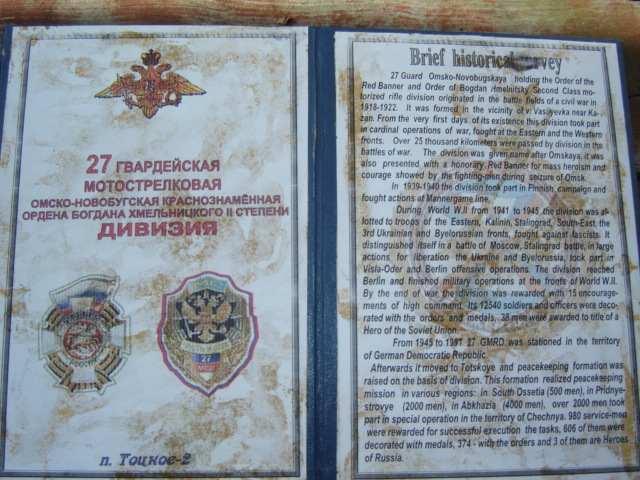 27 ГВАРДЕЙСКАЯ
МОТОСТРЕЛКОВАЯ
ОМСКО-НОВОБУГСКАЯ КРАСНОЗНАМЁННАЯ
ОРДЕНА БОГДАНА ХМЕЛЬНИЦКОГО II СТЕПЕНИ
ДИВИЗИЯ
27
МСД
п. Тоцкое-2
Brief historical survey
27 Guard Omsko-Novobugskaya holding the Order of the
Red Banner and Order of Bogdan Hmelnitsky Second Class mo-
torized rifle division originated in the battle fields of a civil war in
1918-1922. It was formed in the vicinity of v. Vasilyevka near Ka-
zan. From the very first days of its existence this division took part
in cardinal operations of war, fought at the Eastern and the Western
fronts. Over 25 thousand kilometers were passed by division in the
battles of war. The division was given name after Omskaya, it was
also presented with a honorary Red Banner for mass heroism and
courage showed by the fighting-men during seizure of Omsk.
In 1939-1940 the division took part in Finnish campaign and
fought actions at Mannergame line.
During World W.II from 1941 to 1945 the division was al-
lotted to troops of the Eastern, Kalinin, Stalingrad, South-East, the
3rd Ukrainian and Byelorussian fronts, fought against fascists. It
distinguished itself in a battle of Moscow, Stalingrad battle, in large
actions for liberation the Ukraine and Byelorussia, took part in
Visla-Oder and Berlin offensive operations. The division reached
Berlin and finished military operations at the fronts of World W.II.
By the end of war the division was rewarded with 15 encourage-
ments of high comment. Its 12540 soldiers and officers were deco-
rated with the orders and medals, 38 men were awarded to title of a
Hero of the Soviet Union.
From 1945 to 1991 27 GMRD was stationed in the territory
of German Democratic Republic
Afterwards it moved to Totskoye and peacekeeping formation was
raised on the basis of division. This formation realized peacekeeping
mission in various regions: in South Ossetia (500 men), in Pridnye-
strovye (2000 men), in Abkhazia (4000 men), over 2000 men took
part in special operation in the territory of Chechnya. 980 service-men
were rewarded for successful execution the tasks, 606 of them were
decorated with medals, 374 - with the orders and 3 of them are Heroes
of Russia.